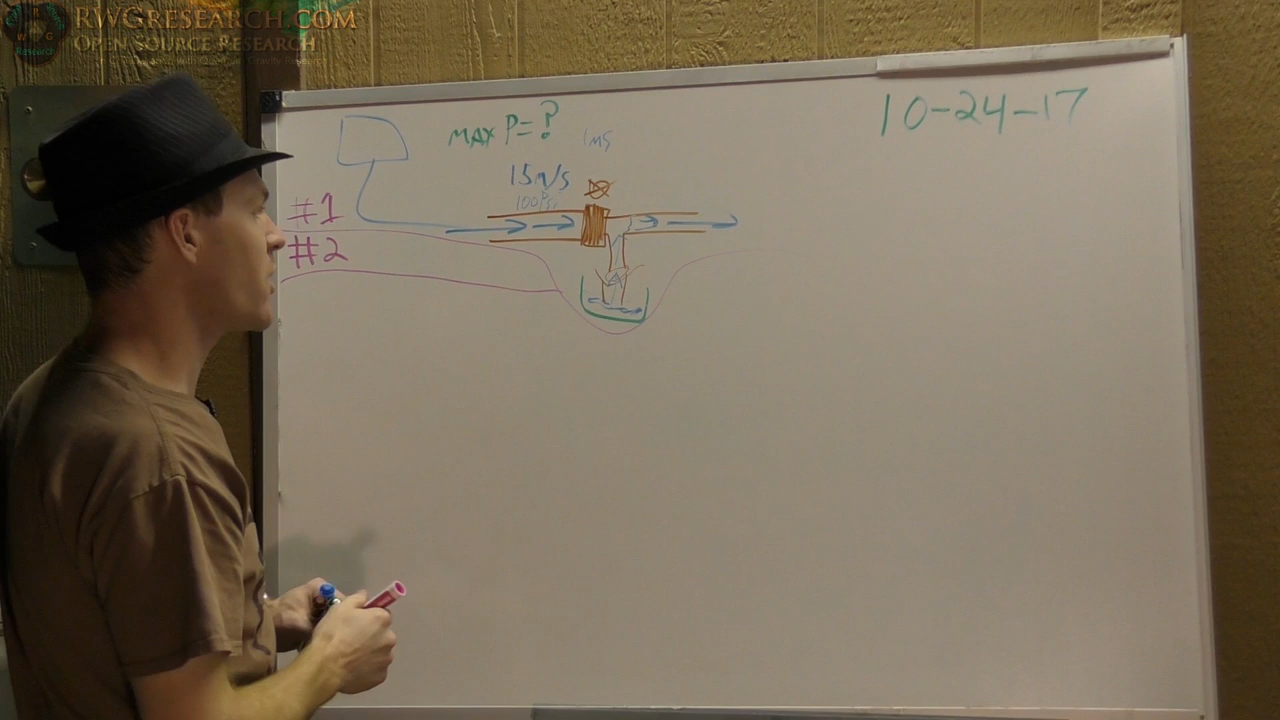 RWGRESEARCH.COM
OPEN SOURCE RESEARCH
10-24-17
MAX P=?
1MS
15M/S
100PSI
#1
#2